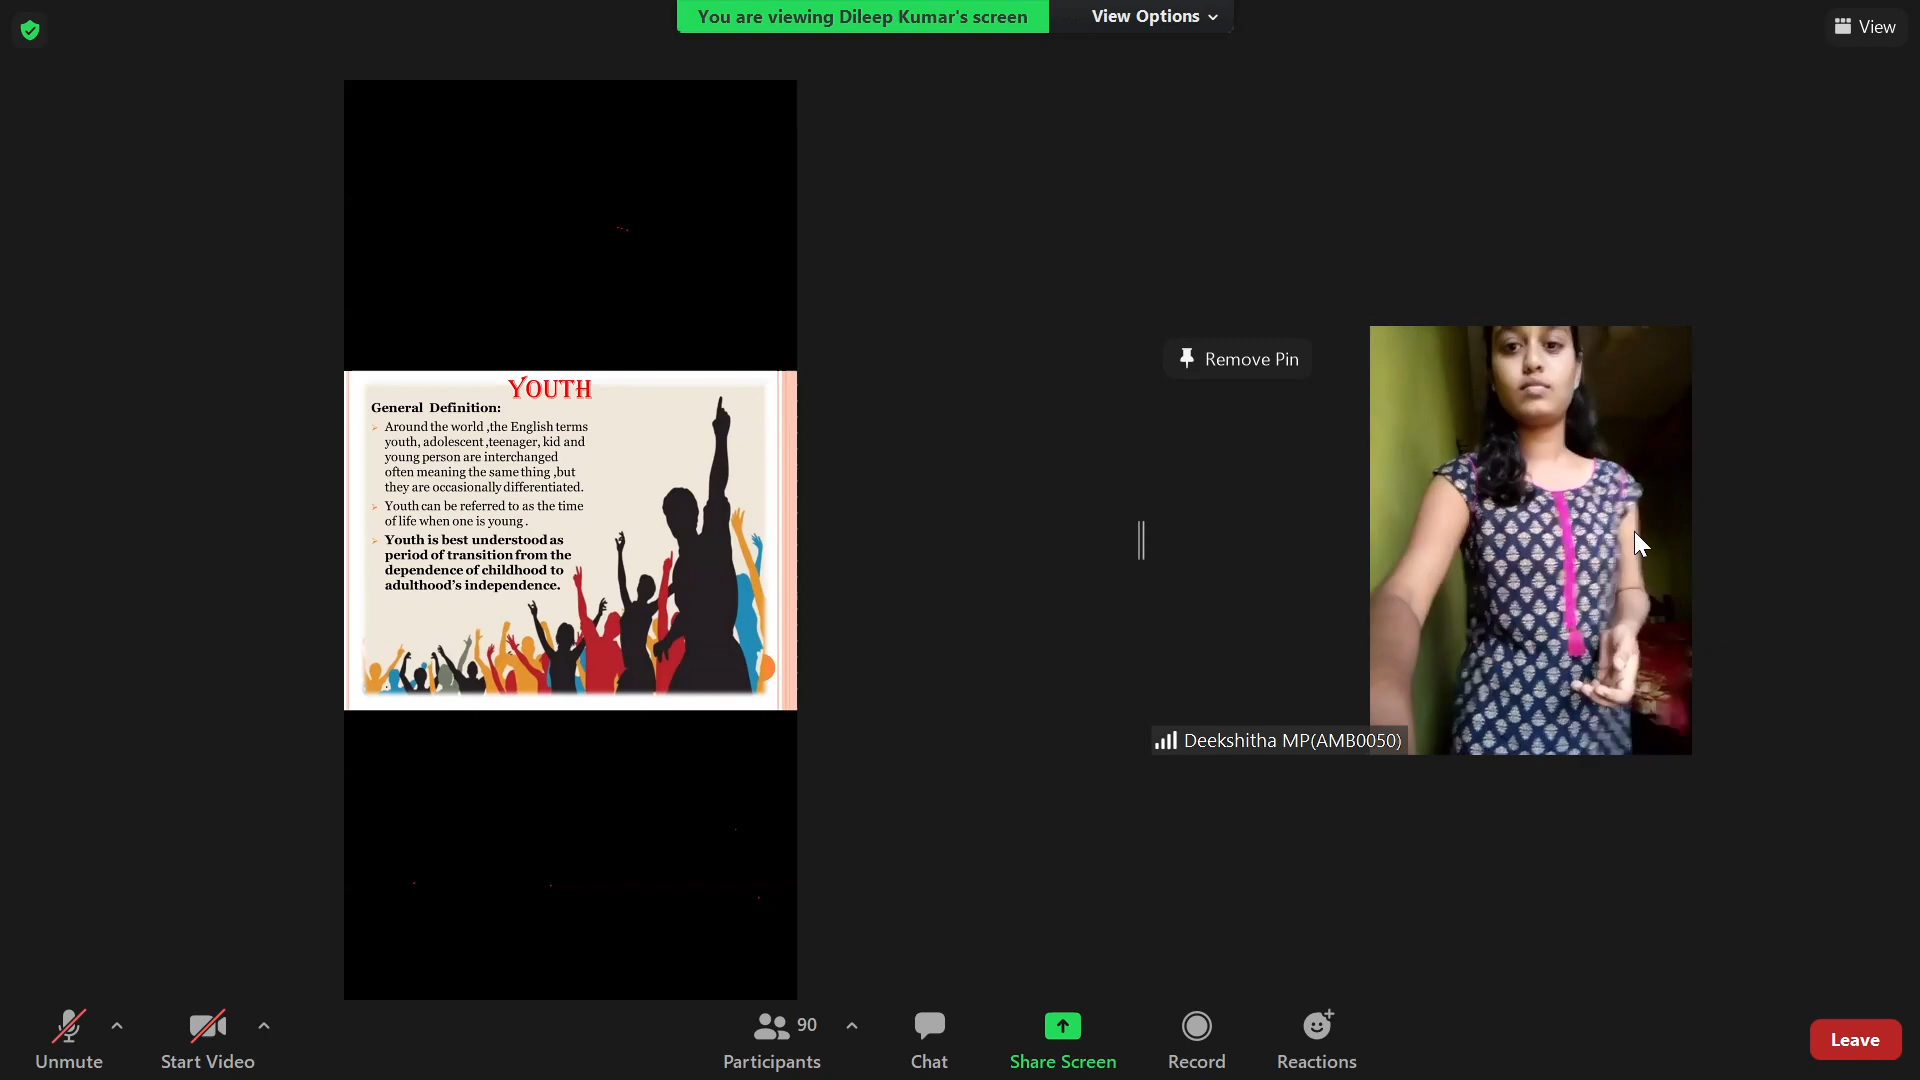 You are viewing Dileep Kumar's screen
View Options
View
YOUTH
General Definition:
Around the world ,the English terms
youth, adolescent ,teenager, kid and
young person are interchanged
often meaning the same thing ,but
they are occasionally differentiated.
Youth can be referred to as the time
of life when one is young .
Youth is best understood as
period of transition from the
dependence of childhood to
adulthood's independence.
Remove Pin
Deekshitha MP(AMB0050)
Unmute
Start Video
90
Participants
Chat
Share Screen
Record
Reactions
Leave